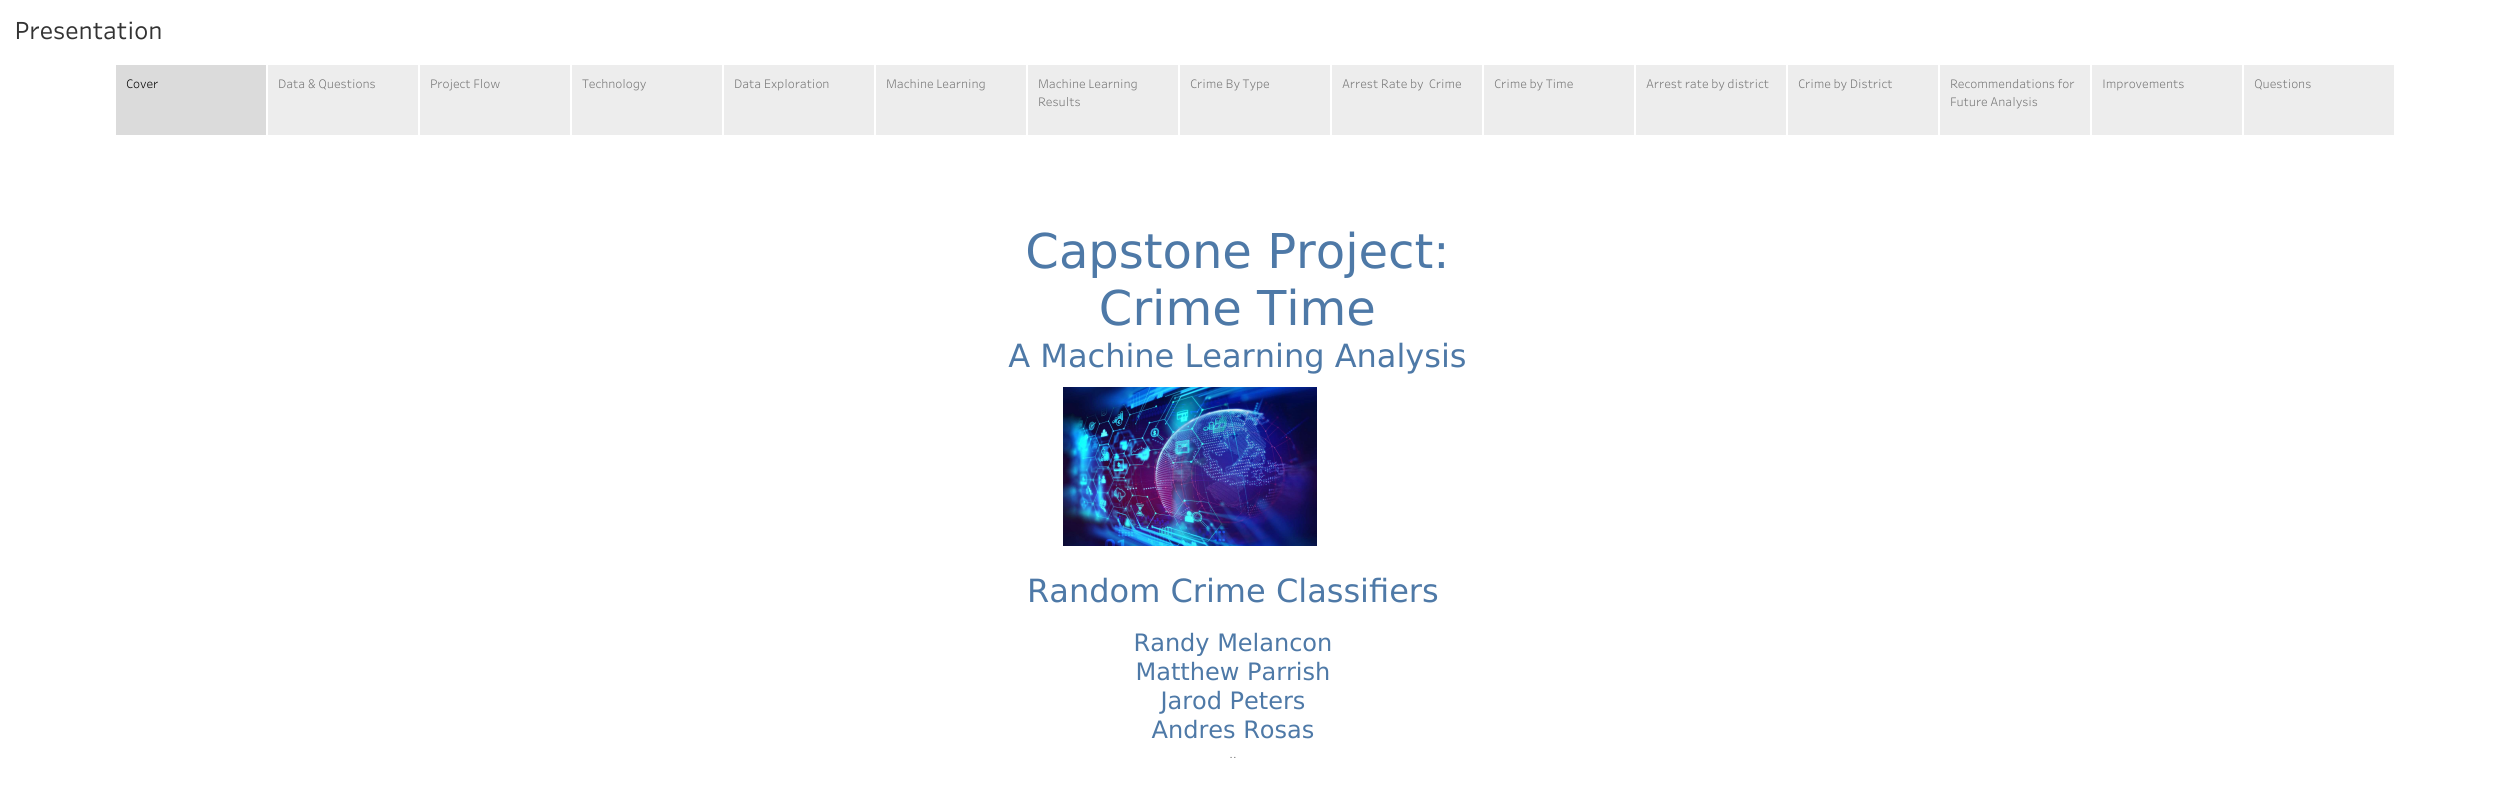 Presentation
Cover
Data & Questions
Project Flow
Technology
Data Exploration
Machine Learning
Machine Learning
Results
Crime By Type
Arrest Rate by Crime
Crime by Time
Arrest rate by district
Crime by District
Recommendations for
Future Analysis
Improvements
Questions
Capstone Project:
Crime Time
A Machine Learning Analysis
Random Crime Classifiers
Randy Melancon
Matthew Parrish
Jarod Peters
Andres Rosas